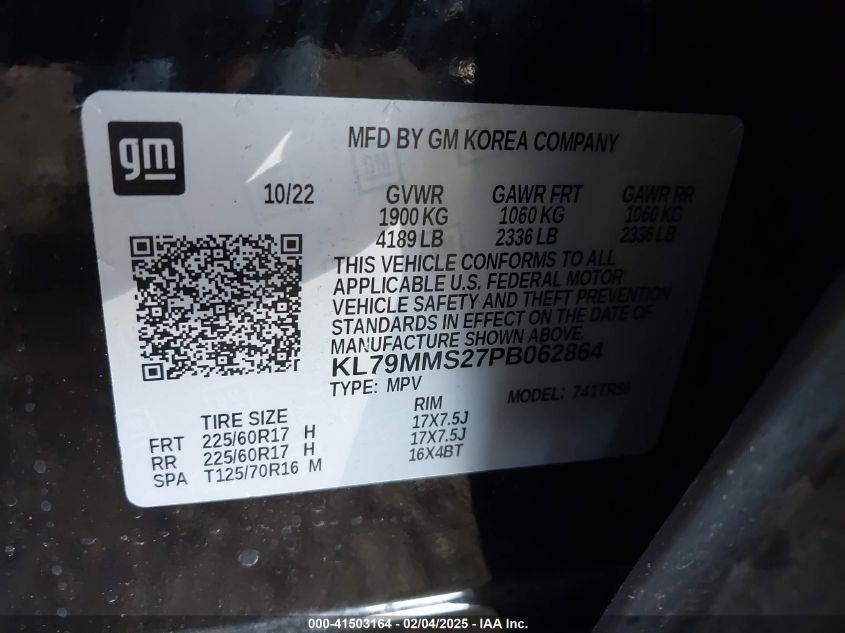 gm
MFD BY GM KOREA COMPANY
10/22 GVWR GAWR FRT GAWR RR
1900 KG 1060 KG 1060 KG
4189 LB 2336 LB 2336 LB
THIS VEHICLE CONFORMS TO ALL
APPLICABLE U.S. FEDERAL MOTOR
VEHICLE SAFETY AND THEFT PREVENTION
STANDARDS IN EFFECT ON THE DATE OF
MANUFACTURE SHOWN ABOVE.
KL79MMS27PB062864
TYPE: MPV MODEL:
TIRE SIZE RIM
FRT 225/60R17 H 17X7.5J
RR 225/60R17 H 17X7.5J
SPA T125/70R16 M 16X4BT
000-41503164 - 02/04/2025 - IAA Inc.